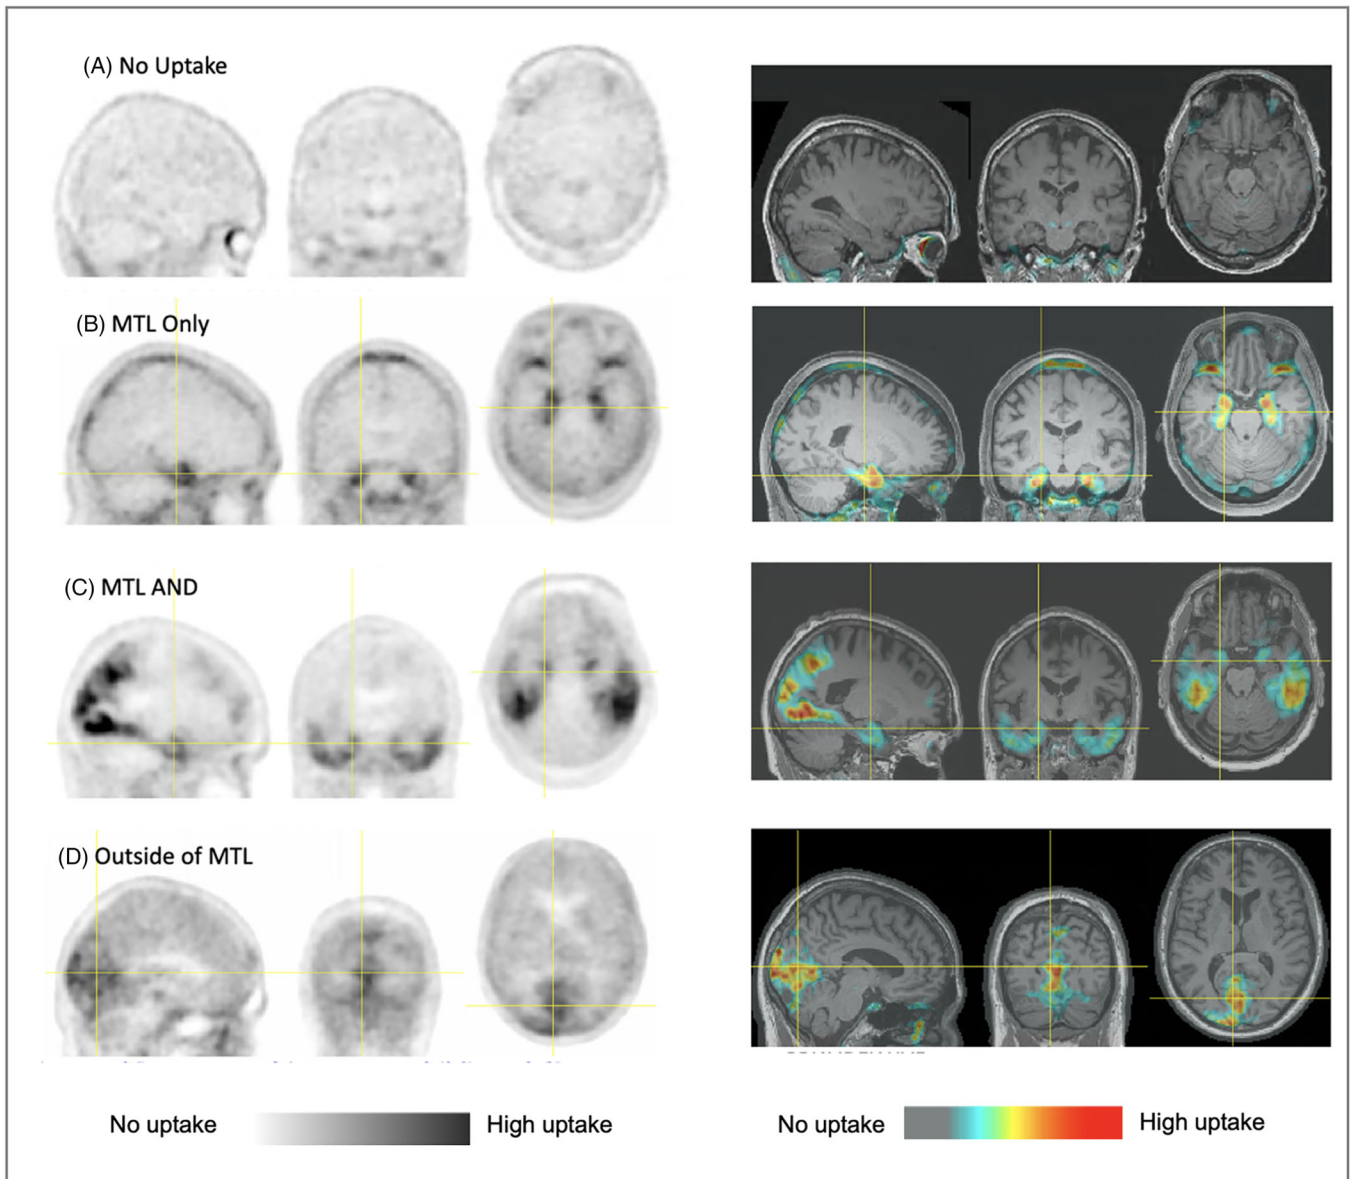 (A) No Uptake
(B) MTL Only
(C) MTL AND
(D) Outside of MTL
No uptake High uptake
No uptake High uptake